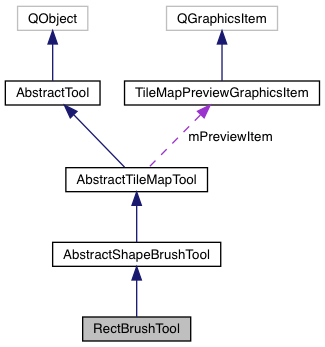 QObject
QGraphicsItem
AbstractTool
TileMapPreviewGraphicsItem
mPreviewItem
AbstractTileMapTool
AbstractShapeBrushTool
RectBrushTool